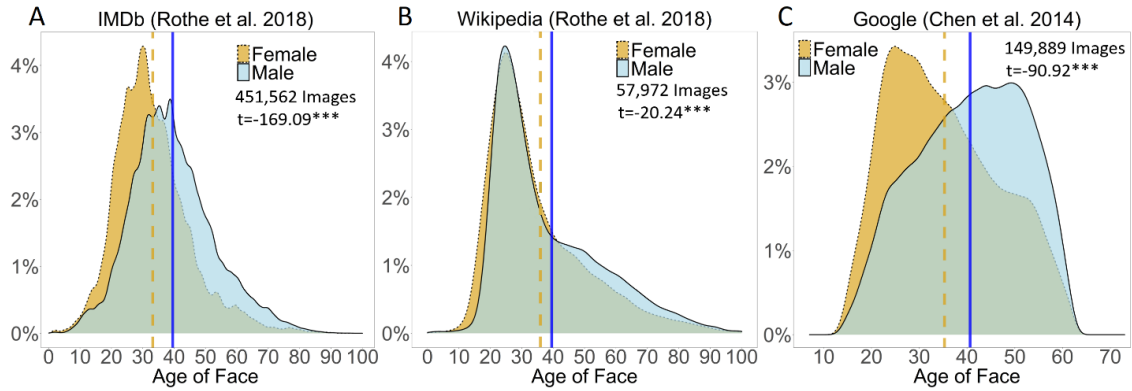 A IMDb (Rothe et al. 2018)
Female
Male
451,562 Images
t=-169.09***
4%
3%
2%
1%
0%
0 10 20 30 40 50 60 70 80 90 100
Age of Face
B Wikipedia (Rothe et al. 2018)
Female
Male
57,972 Images
t=-20.24***
4%
3%
2%
1%
0%
0 10 20 30 40 50 60 70 80 90 100
Age of Face
C Google (Chen et al. 2014)
Female
Male
149,889 Images
t=-90.92***
3%
2%
1%
0%
10 20 30 40 50 60 70
Age of Face